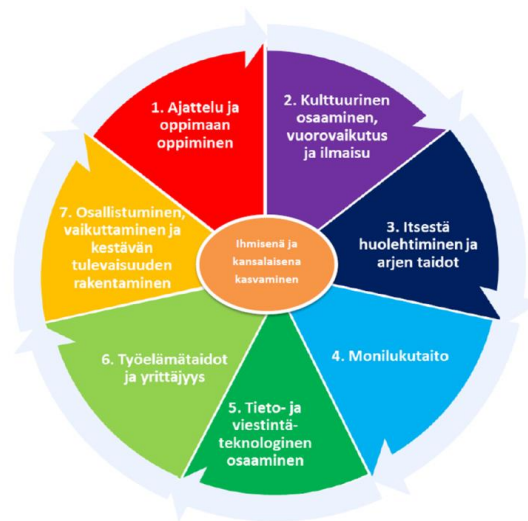 1. Ajattelu ja
oppimaan
oppiminen
2. Kulttuurinen
osaaminen,
vuorovaikutus
ja ilmaisu
3. Itsestä
huolehtiminen ja
arjen taidot
4. Monilukutaito
5. Tieto- ja
viestintä-
teknologinen
osaaminen
6. Työelämätaidot
ja yrittäjyys
7. Osallistuminen,
vaikuttaminen ja
kestävän
tulevaisuuden
rakentaminen
Ihmisenä ja
kansalaisena
kasvaminen